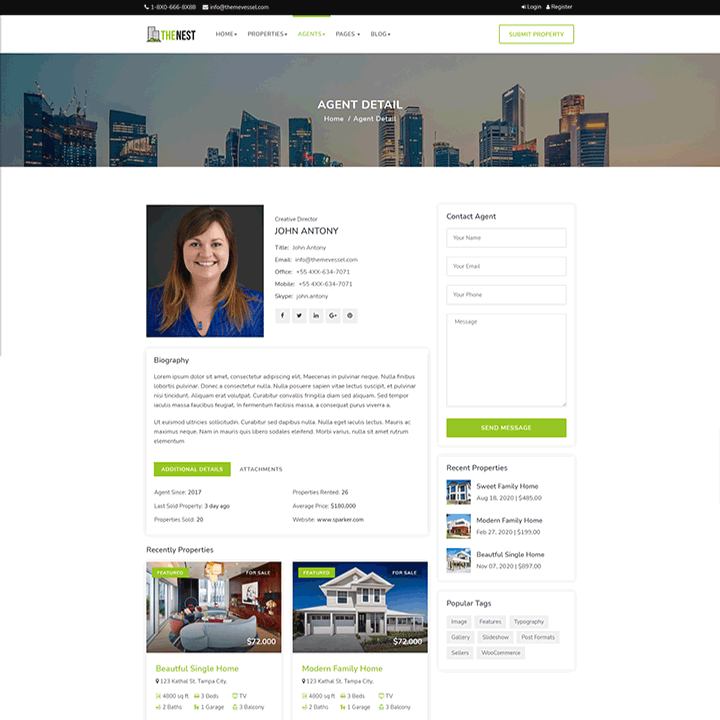 1-8X0-666-8X88 info@themevessel.com Login Register
THENEST HOME PROPERTIES AGENTS PAGES BLOG SUBMIT PROPERTY
AGENT DETAIL
Home / Agent Detail
Creative Director
JOHN ANTONY
Title: John Antony
Email: info@themevessel.com
Office: +55 4XX-634-7071
Mobile: +55 4XX-634-7071
Skype: john.antony
Contact Agent
Your Name
Your Email
Your Phone
Message
SEND MESSAGE
Biography
Lorem ipsum dolor sit amet, consectetur adipiscing elit. Maecenas in pulvinar neque. Nulla finibus
lobortis pulvinar. Donec a consectetur nulla. Nulla posuere sapien vitae lectus suscipit, et pulvinar
nisi tincidunt. Aliquam erat volutpat. Curabitur convallis fringilla diam sed aliquam. Sed tempor
iaculis massa faucibus feugiat. In fermentum facilisis massa, a consequat purus viverra a.
Ut euismod ultricies sollicitudin. Curabitur sed dapibus nulla. Nulla eget iaculis lectus. Mauris ac
maximus neque. Nam in mauris quis libero sodales eleifend. Morbi varius, nulla sit amet rutrum
elementum
ADDITIONAL DETAILS ATTACHMENTS
Agent Since: 2017 Properties Rented: 26
Last Sold Property: 3 day ago Average Price: $180,000
Properties Sold: 20 Website: www.sparker.com
Recent Properties
Sweet Family Home
Aug 18, 2020 | $485,00
Modern Family Home
Feb 27, 2020 | $199,00
Beautful Single Home
Nov 07, 2020 | $897,00
Recently Properties
FEATURED FOR SALE
$72.000
Beautful Single Home
123 Kathal St. Tampa City,
4800 sq ft 3 Beds TV
2 Baths 1 Garage 3 Balcony
FEATURED FOR SALE
$72.000
Modern Family Home
123 Kathal St. Tampa City,
4800 sq ft 3 Beds TV
2 Baths 1 Garage 3 Balcony
Popular Tags
Image Features Typography
Gallery Slideshow Post Formats
Sellers WooCommerce